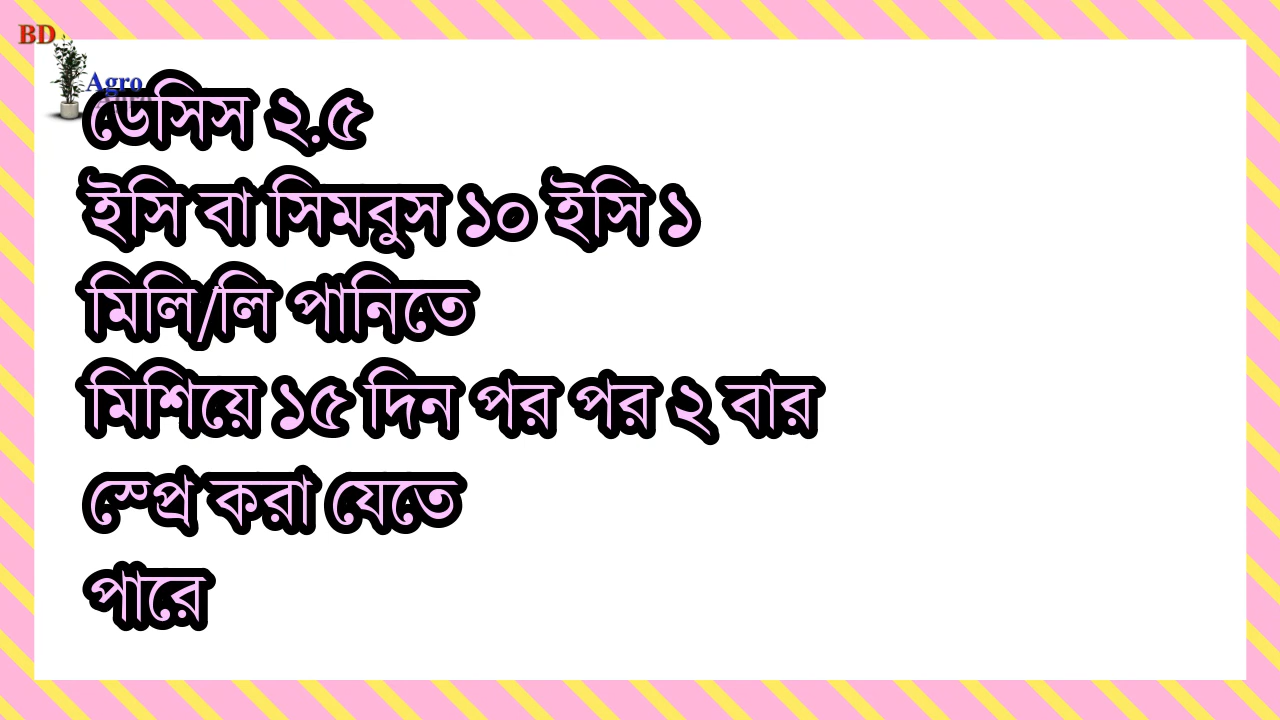 BD
Agro
ডেসিস ২.৫
ইসি বা সিমবুস ১০ ইসি ১
মিলি/লি পানিতে
মিশিয়ে ১৫ দিন পর পর ২ বার
স্প্রে করা যেতে
পারে